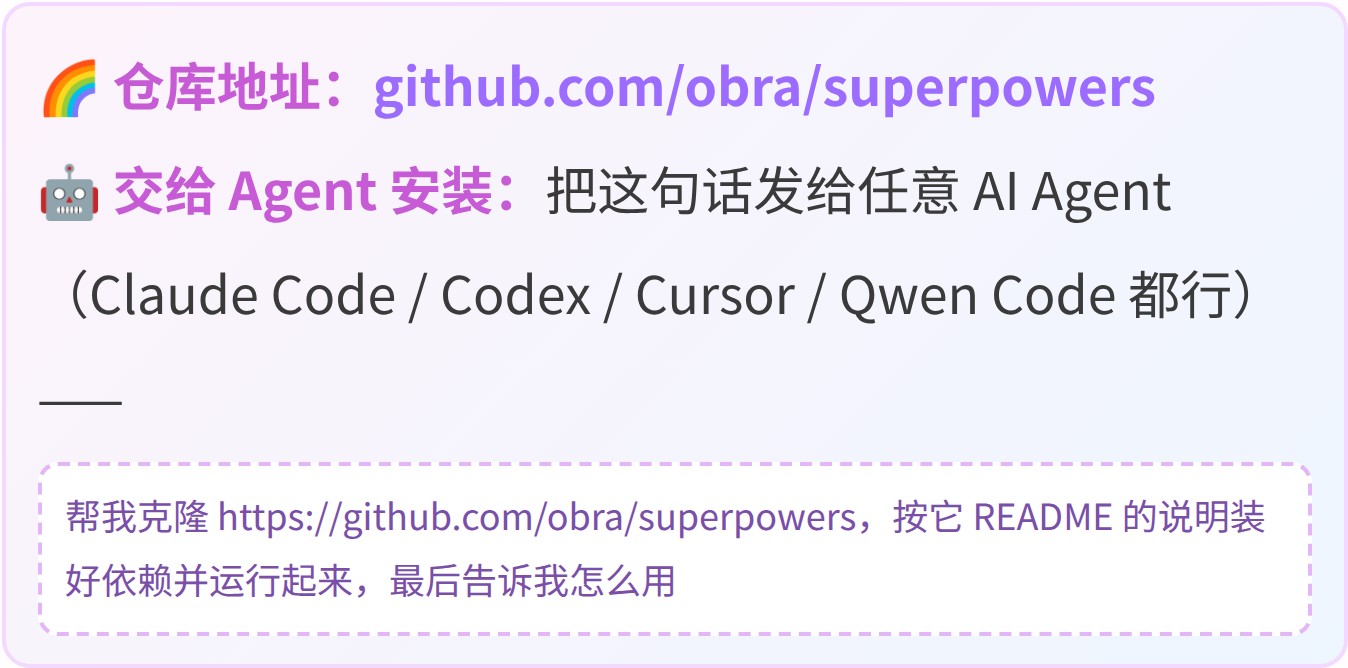 🌈 仓库地址：github.com/obra/superpowers
🤖 交给 Agent 安装：把这句话发给任意 AI Agent
（Claude Code / Codex / Cursor / Qwen Code 都行）
——
帮我克隆 https://github.com/obra/superpowers，按它 README 的说明装
好依赖并运行起来，最后告诉我怎么用